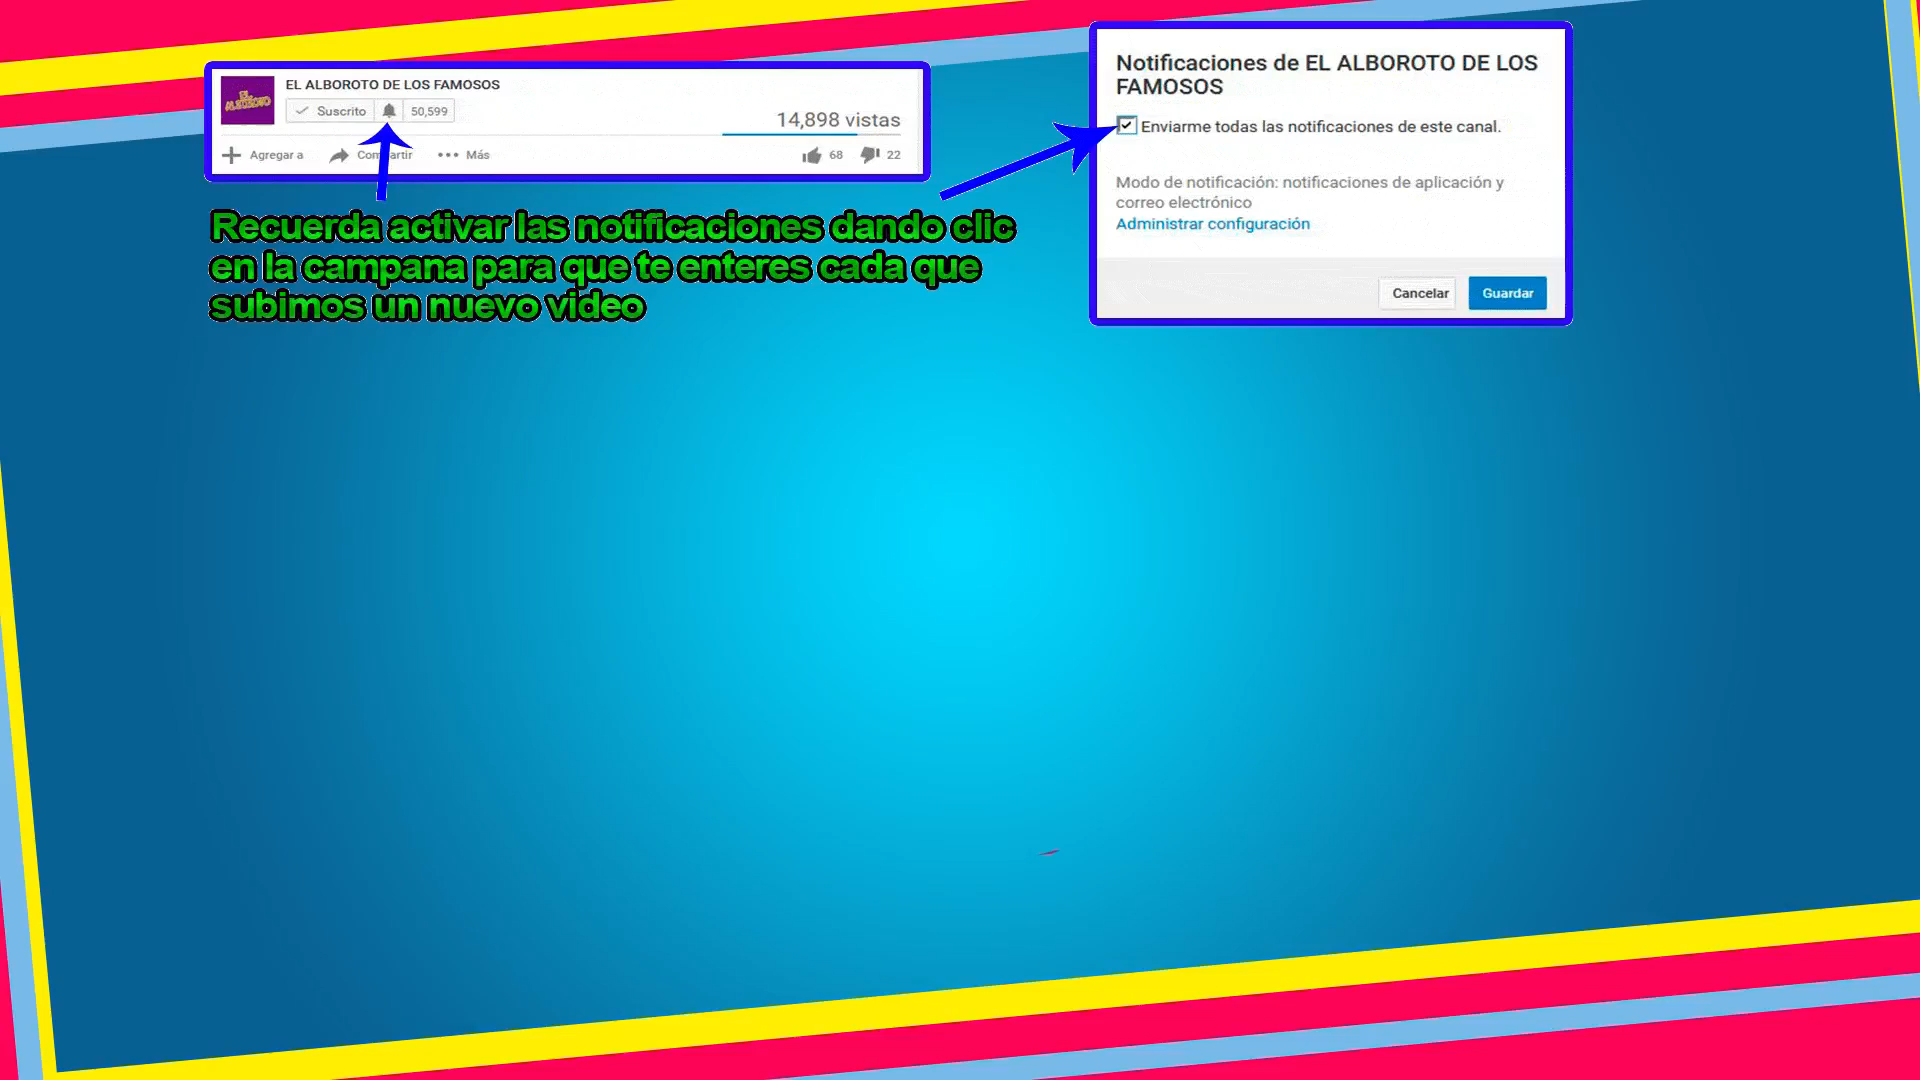 EL ALBOROTO DE LOS FAMOSOS
EL ALBOROTO
Suscrito 50,599
14,898 vistas
Agregar a Compartir Más 68 22
Recuerda activar las notificaciones dando clic
en la campana para que te enteres cada que
subimos un nuevo video
Notificaciones de EL ALBOROTO DE LOS
FAMOSOS
Enviarme todas las notificaciones de este canal.
Modo de notificación: notificaciones de aplicación y
correo electrónico
Administrar configuración
Cancelar Guardar